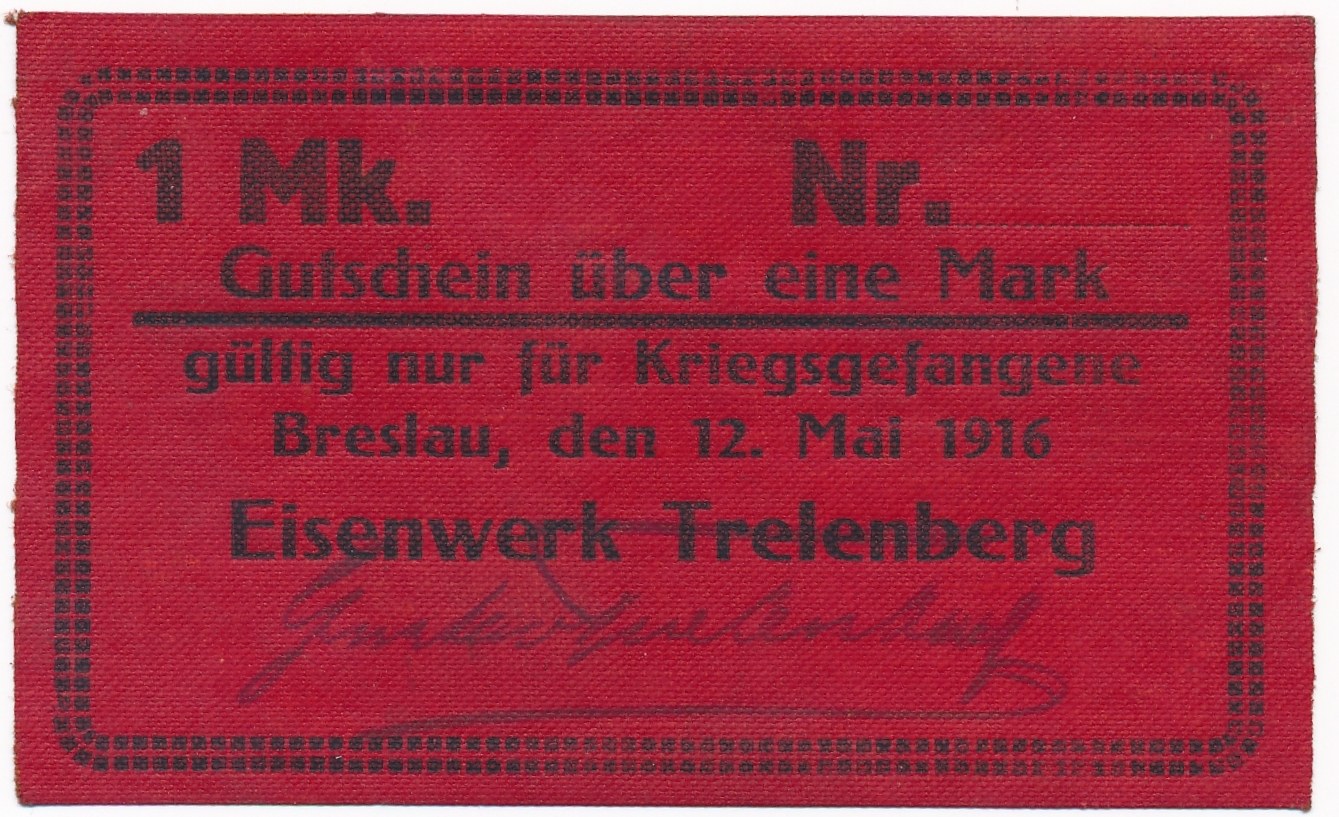 1 Mk. Nr.
Gutschein über eine Mark
gültig nur für Kriegsgefangene
Breslau, den 12. Mai 1916
Eisenwerk Trelenberg